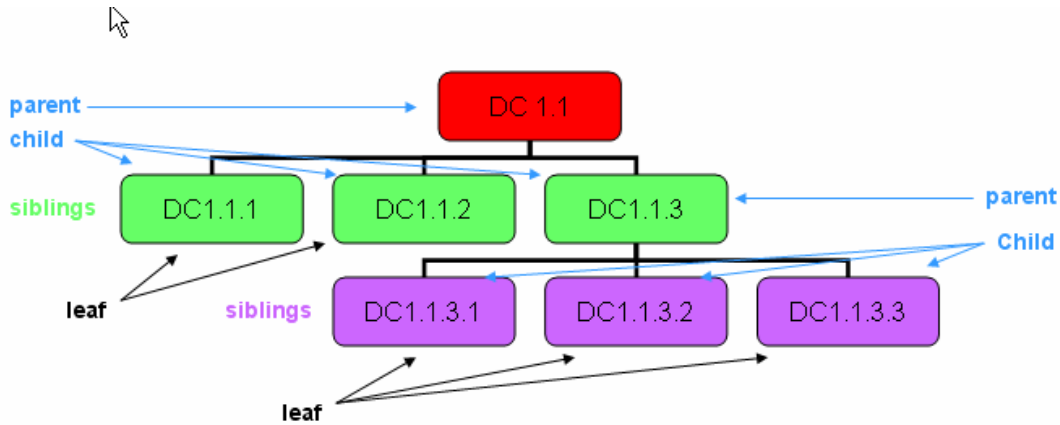 DC 1.1
parent
child
siblings
DC1.1.1
DC1.1.2
DC1.1.3
parent
Child
leaf
siblings
DC1.1.3.1
DC1.1.3.2
DC1.1.3.3
leaf